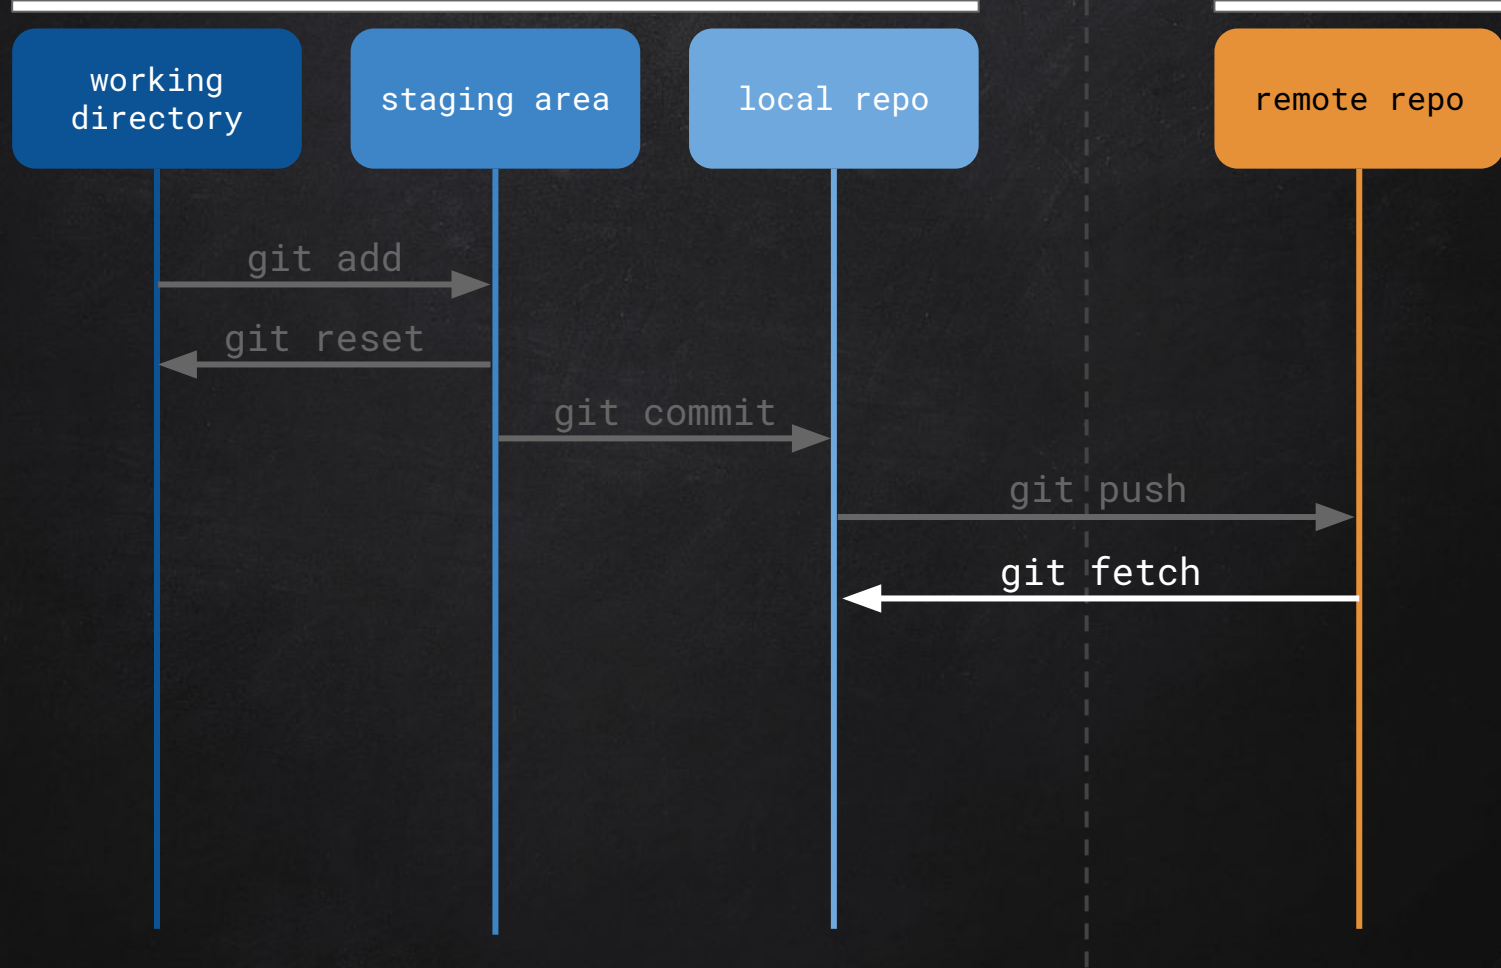 working
directory
staging area
local repo
remote repo
git add
git reset
git commit
git push
git fetch